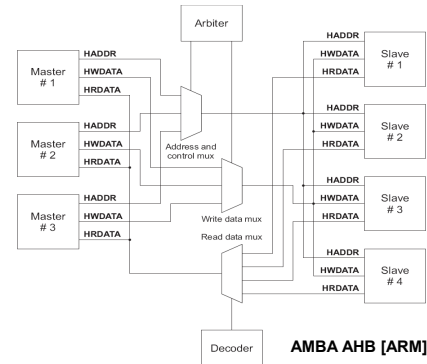 Arbiter
HADDR
HWDATA
HRDATA
Master
# 1
HADDR
HWDATA
HRDATA
Master
# 2
HADDR
HWDATA
HRDATA
Master
# 3
Address and
control mux
Write data mux
Read data mux
HADDR
HWDATA
HRDATA
Slave
# 1
HADDR
HWDATA
HRDATA
Slave
# 2
HADDR
HWDATA
HRDATA
Slave
# 3
HADDR
HWDATA
HRDATA
Slave
# 4
Decoder
AMBA AHB [ARM]